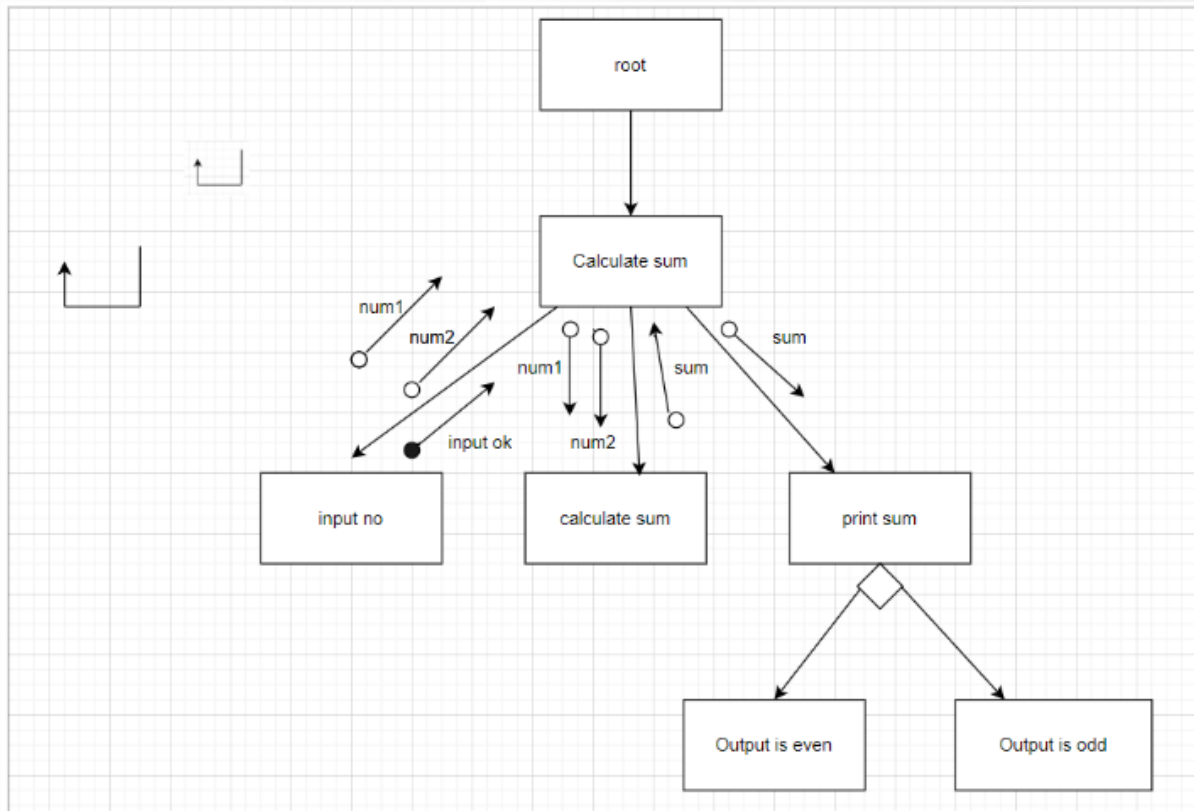 root
Calculate sum
num1
num2
num1
sum
sum
input ok
num2
input no
calculate sum
print sum
Output is even
Output is odd